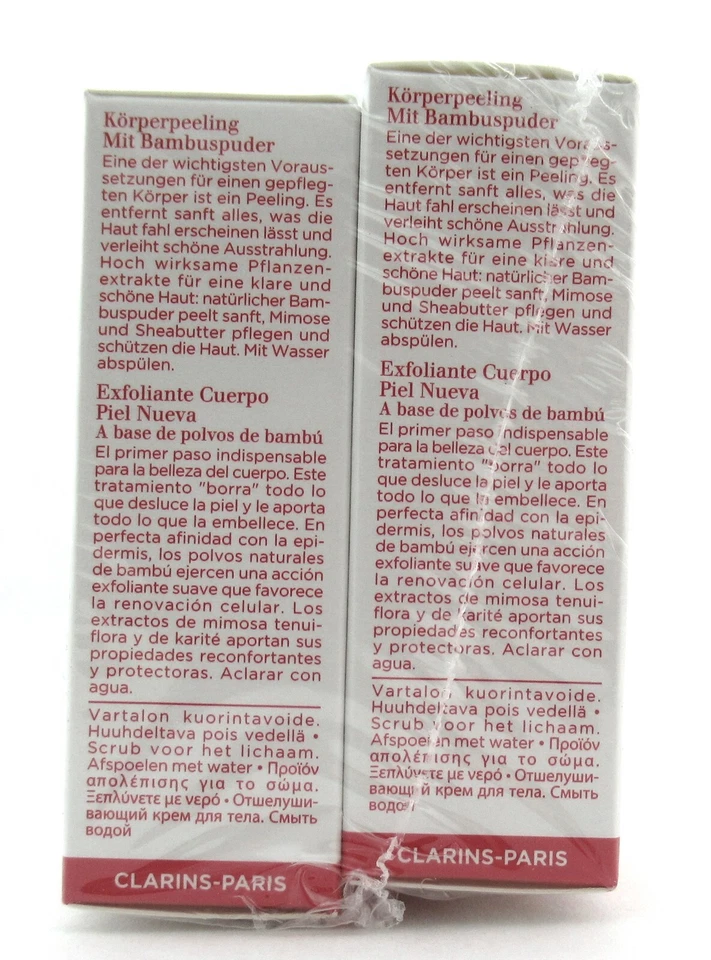 Körperpeeling
Mit Bambuspuder
Eine der wichtigsten Voraus-
setzungen für einen gepfleg-
ten Körper ist ein Peeling. Es
entfernt sanft alles, was die
Haut fahl erscheinen lässt und
verleiht schöne Ausstrahlung.
Hoch wirksame Pflanzen-
extrakte für eine klare und
schöne Haut: natürlicher Bam-
buspuder peelt sanft, Mimose
und Sheabutter pflegen und
schützen die Haut. Mit Wasser
abspülen.
Exfoliante Cuerpo
Piel Nueva
A base de polvos de bambú
El primer paso indispensable
para la belleza del cuerpo. Este
tratamiento "borra" todo lo
que desluce la piel y le aporta
todo lo que la embellece. En
perfecta afinidad con la epi-
dermis, los polvos naturales
de bambú ejercen una acción
exfoliante suave que favorece
la renovación celular. Los
extractos de mimosa tenui-
flora y de karité aportan sus
propiedades reconfortantes
y protectoras. Aclarar con
agua.
Vartalon kuorintavoide.
Huuhdeltava pois vedellä •
Scrub voor het lichaam.
Afspoelen met water • Προϊόν
απολέπισης για το σώμα.
Ξεπλύνετε με νερό • Отшелуши-
вающий крем для тела. Смыть
водой
CLARINS-PARIS
Körperpeeling
Mit Bambuspuder
Eine der wichtigsten Voraus-
setzungen für einen gepfleg-
ten Körper ist ein Peeling. Es
entfernt sanft alles, was die
Haut fahl erscheinen lässt und
verleiht schöne Ausstrahlung.
Hoch wirksame Pflanzen-
extrakte für eine klare und
schöne Haut: natürlicher Bam-
buspuder peelt sanft, Mimose
und Sheabutter pflegen und
schützen die Haut. Mit Wasser
abspülen.
Exfoliante Cuerpo
Piel Nueva
A base de polvos de bambú
El primer paso indispensable
para la belleza del cuerpo. Este
tratamiento "borra" todo lo
que desluce la piel y le aporta
todo lo que la embellece. En
perfecta afinidad con la epi-
dermis, los polvos naturales
de bambú ejercen una acción
exfoliante suave que favorece
la renovación celular. Los
extractos de mimosa tenui-
flora y de karité aportan sus
propiedades reconfortantes
y protectoras. Aclarar con
agua.
Vartalon kuorintavoide.
Huuhdeltava pois vedellä •
Scrub voor het lichaam.
Afspoelen met water • Προϊόν
απολέπισης για το σώμα.
Ξεπλύνετε με νερό • Отшелуши-
вающий крем для тела. Смыть
водой
CLARINS-PARIS